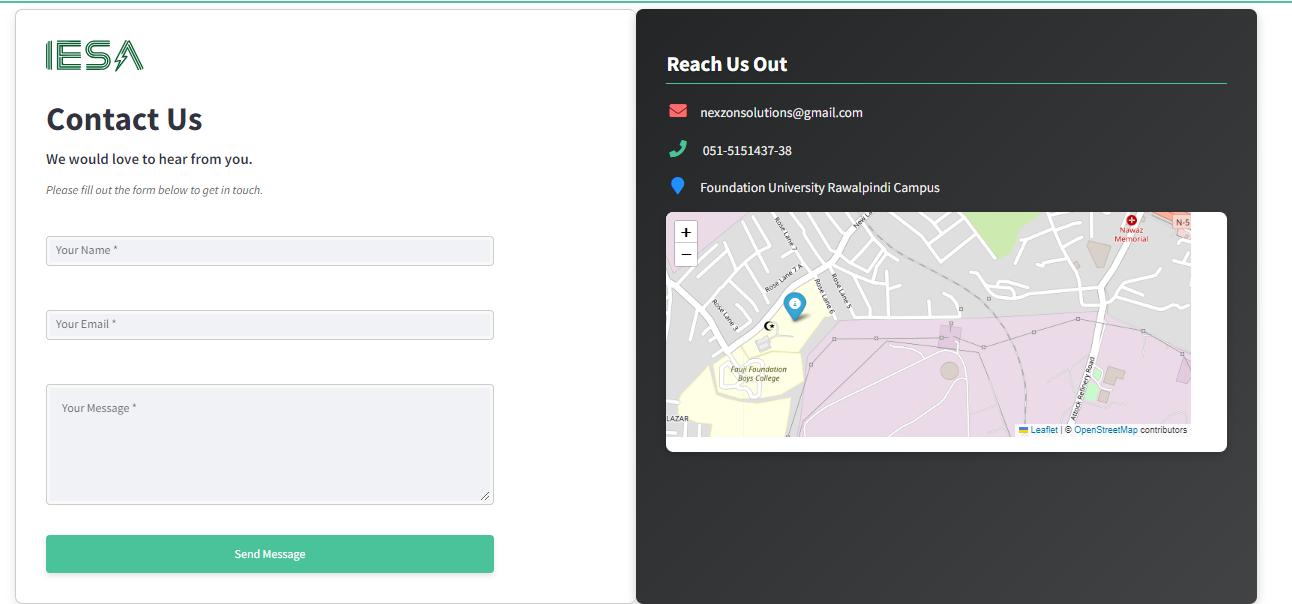 IESA
Contact Us
We would love to hear from you.
Please fill out the form below to get in touch.
Your Name *
Your Email *
Your Message *
Send Message
Reach Us Out
nexzonsolutions@gmail.com
051-5151437-38
Foundation University Rawalpindi Campus
+
−
Rose Lane 7
New La
N-5
Nawaz
Memorial
Rose Lane 7 A
Rose Lane 6
Rose Lane 5
Rose Lane 3
Fauji Foundation
Boys College
Attock Refinery Road
LAZAR
Leaflet | © OpenStreetMap contributors